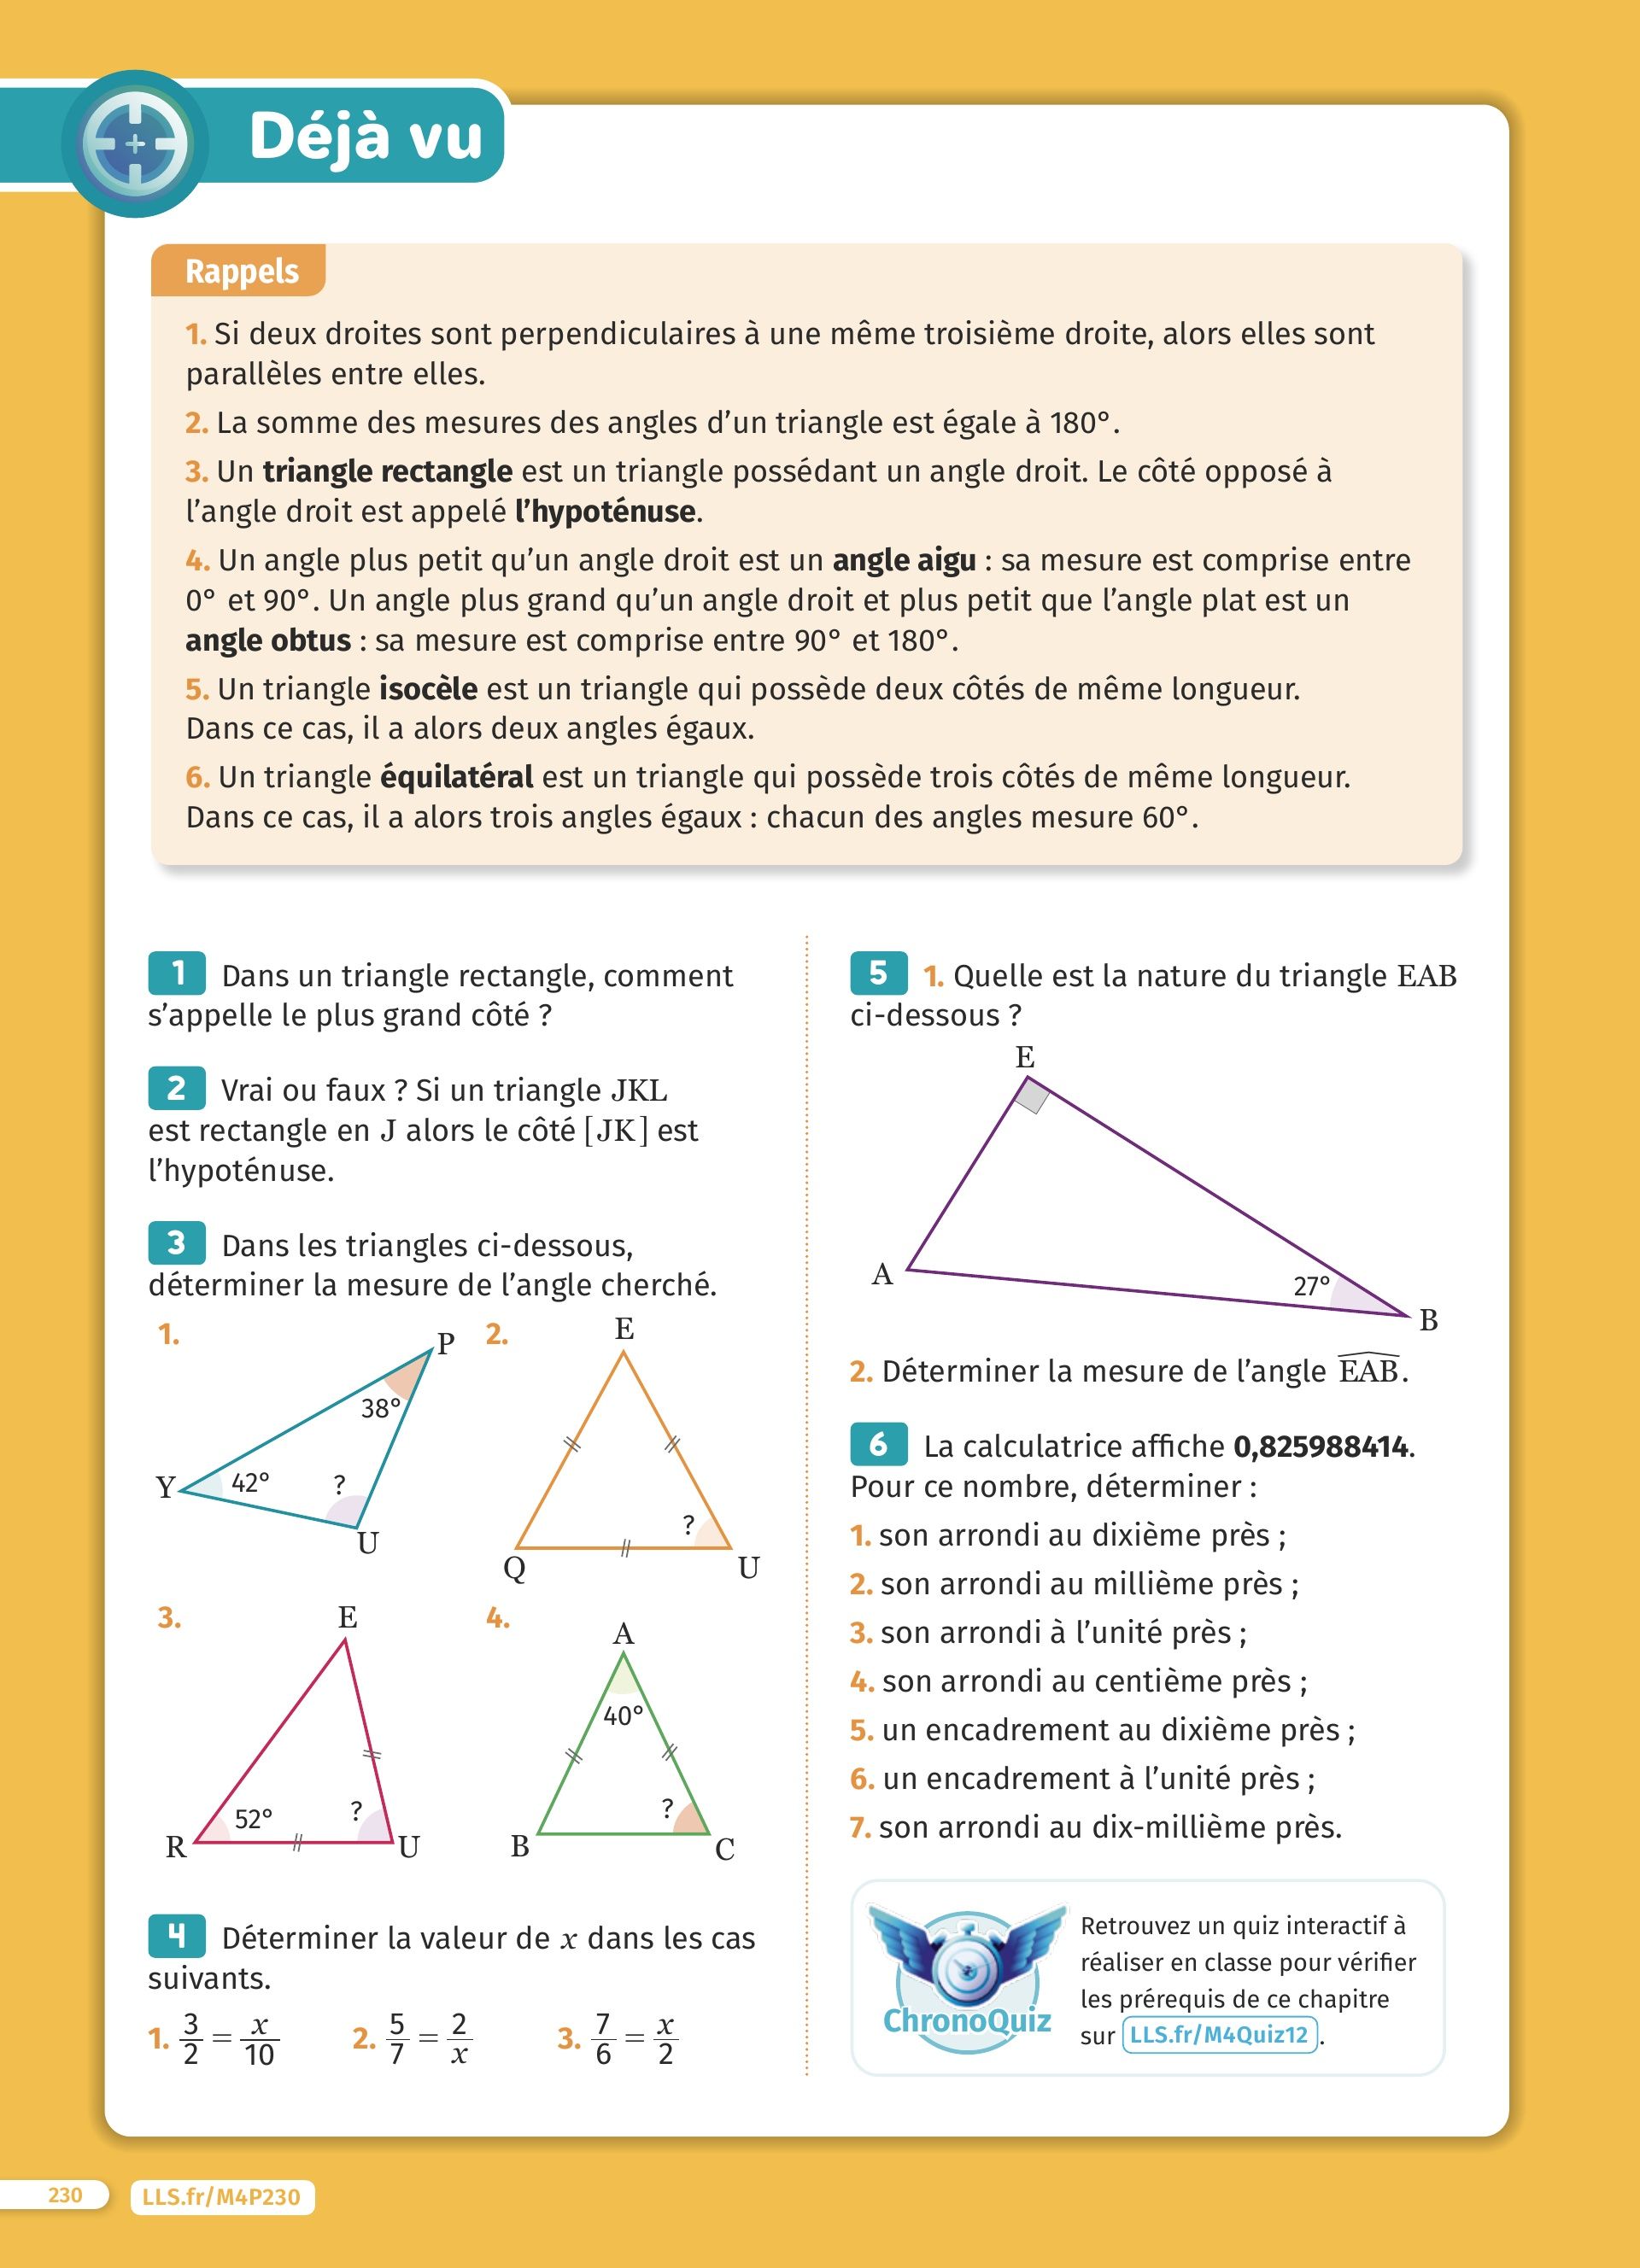 Déjà vu
Rappels
1. Si deux droites sont perpendiculaires à une même troisième droite, alors elles sont
parallèles entre elles.
2. La somme des mesures des angles d’un triangle est égale à 180°.
3. Un triangle rectangle est un triangle possédant un angle droit. Le côté opposé à
l’angle droit est appelé l’hypoténuse.
4. Un angle plus petit qu’un angle droit est un angle aigu : sa mesure est comprise entre
0° et 90°. Un angle plus grand qu’un angle droit et plus petit que l’angle plat est un
angle obtus : sa mesure est comprise entre 90° et 180°.
5. Un triangle isocèle est un triangle qui possède deux côtés de même longueur.
Dans ce cas, il a alors deux angles égaux.
6. Un triangle équilatéral est un triangle qui possède trois côtés de même longueur.
Dans ce cas, il a alors trois angles égaux : chacun des angles mesure 60°.
1 Dans un triangle rectangle, comment
s’appelle le plus grand côté ?
2 Vrai ou faux ? Si un triangle JKL
est rectangle en J alors le côté [JK] est
l’hypoténuse.
3 Dans les triangles ci-dessous,
déterminer la mesure de l’angle cherché.
1.
P
38°
Y
42°
?
U
2.
E
?
Q
U
3.
E
52°
?
R
U
4.
A
40°
?
B
C
4 Déterminer la valeur de x dans les cas
suivants.
1. 3/2 = x/10 2. 5/7 = 2/x 3. 7/6 = x/2
5 1. Quelle est la nature du triangle EAB
ci-dessous ?
E
A
27°
B
2. Déterminer la mesure de l’angle EAB.
6 La calculatrice affiche 0,825988414.
Pour ce nombre, déterminer :
1. son arrondi au dixième près ;
2. son arrondi au millième près ;
3. son arrondi à l’unité près ;
4. son arrondi au centième près ;
5. un encadrement au dixième près ;
6. un encadrement à l’unité près ;
7. son arrondi au dix-millième près.
ChronoQuiz
Retrouvez un quiz interactif à
réaliser en classe pour vérifier
les prérequis de ce chapitre
sur LLS.fr/M4Quiz12.
230
LLS.fr/M4P230